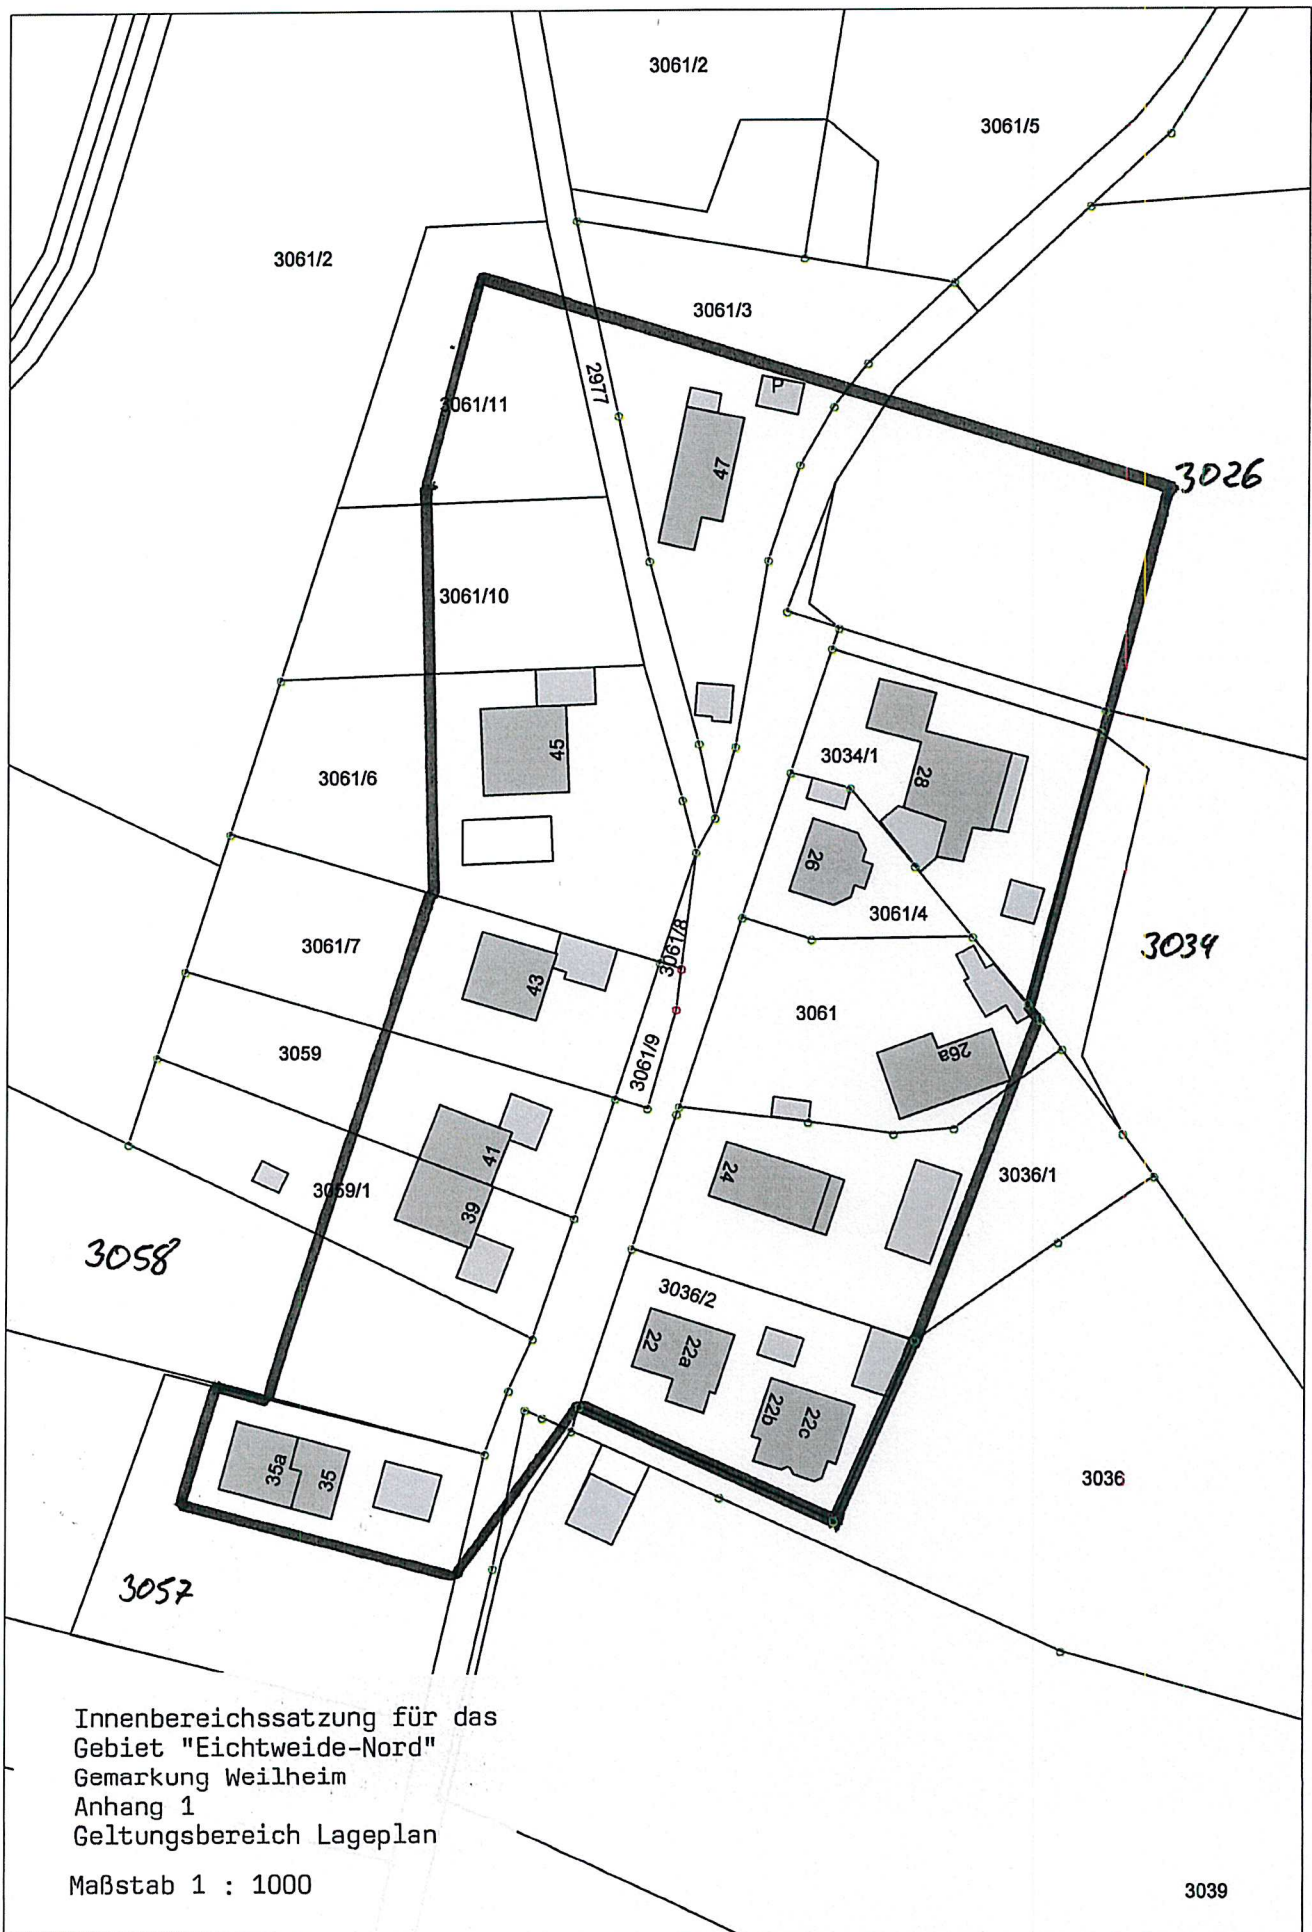 3061/2
3061/5
3061/2
3061/3
2977
P
3061/11
47
3026
3061/10
45
3034/1
28
3061/6
26
3061/4
3061/8
3061/7
3034
43
3061
3059
3061/9
26a
41
24
3036/1
3059/1
39
3058
3036/2
22
22a
22b
22c
35a
35
3036
3057
Innenbereichssatzung für das
Gebiet "Eichtweide-Nord"
Gemarkung Weilheim
Anhang 1
Geltungsbereich Lageplan
Maßstab 1 : 1000
3039